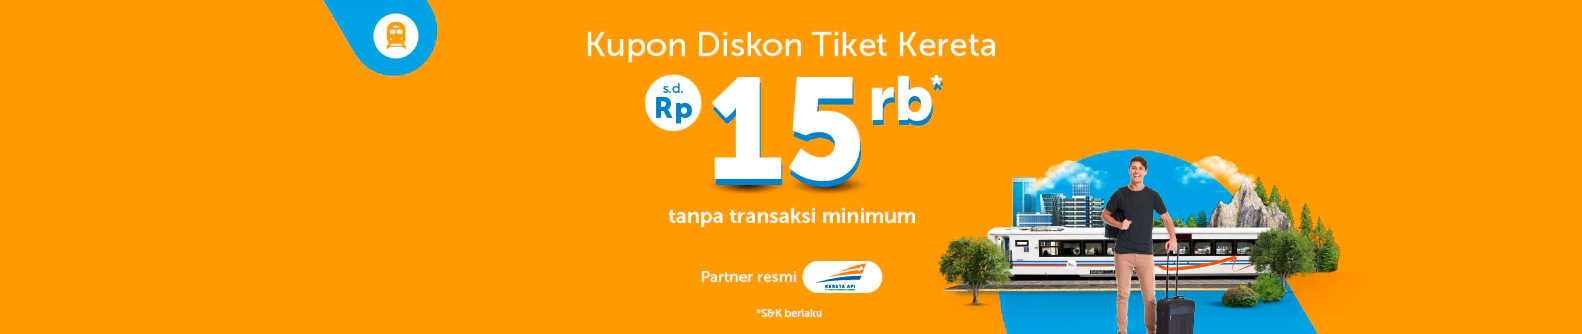 Kupon Diskon Tiket Kereta
s.d.
Rp 15 rb*
tanpa transaksi minimum
Partner resmi KERETA API
*S&K berlaku